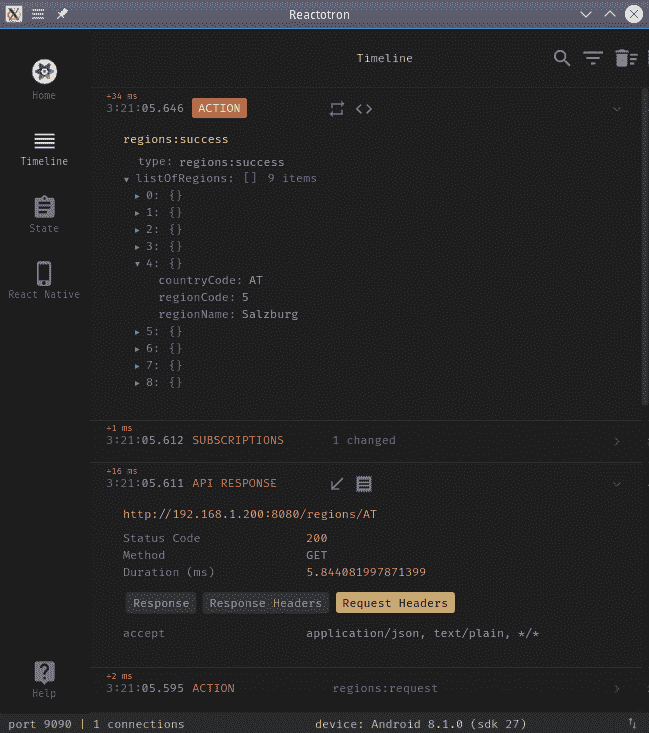 Reactotron
Home
Timeline
State
React Native
Help
Timeline
+34 ms
3:21:05.646 ACTION
regions:success
type: regions:success
▾ listOfRegions: [] 9 items
▸ 0: {}
▸ 1: {}
▸ 2: {}
▸ 3: {}
▾ 4: {}
countryCode: AT
regionCode: 5
regionName: Salzburg
▸ 5: {}
▸ 6: {}
▸ 7: {}
▸ 8: {}
+1 ms
3:21:05.612 SUBSCRIPTIONS 1 changed
+16 ms
3:21:05.611 API RESPONSE
http://192.168.1.200:8080/regions/AT
Status Code 200
Method GET
Duration (ms) 5.844081997871399
Response Response Headers Request Headers
accept application/json, text/plain, */*
+2 ms
3:21:05.595 ACTION regions:request
port 9090 | 1 connections device: Android 8.1.0 (sdk 27)